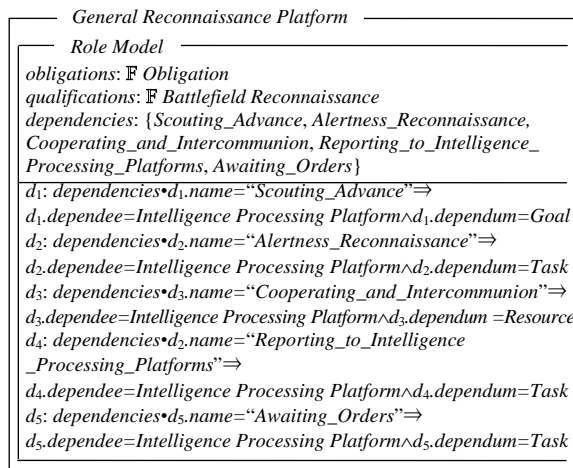 General Reconnaissance Platform
Role Model
obligations: 𝔽 Obligation
qualifications: 𝔽 Battlefield Reconnaissance
dependencies: {Scouting_Advance, Alertness_Reconnaissance,
Cooperating_and_Intercommunion, Reporting_to_Intelligence_
Processing_Platforms, Awaiting_Orders}
d₁: dependencies•d₁.name=“Scouting_Advance”⇒
d₁.dependee=Intelligence Processing Platform∧d₁.dependum=Goal
d₂: dependencies•d₂.name=“Alertness_Reconnaissance”⇒
d₂.dependee=Intelligence Processing Platform∧d₂.dependum=Task
d₃: dependencies•d₃.name=“Cooperating_and_Intercommunion”⇒
d₃.dependee=Intelligence Processing Platform∧d₃.dependum =Resource
d₄: dependencies•d₂.name=“Reporting_to_Intelligence
_Processing_Platforms”⇒
d₄.dependee=Intelligence Processing Platform∧d₄.dependum=Task
d₅: dependencies•d₅.name=“Awaiting_Orders”⇒
d₅.dependee=Intelligence Processing Platform∧d₅.dependum=Task